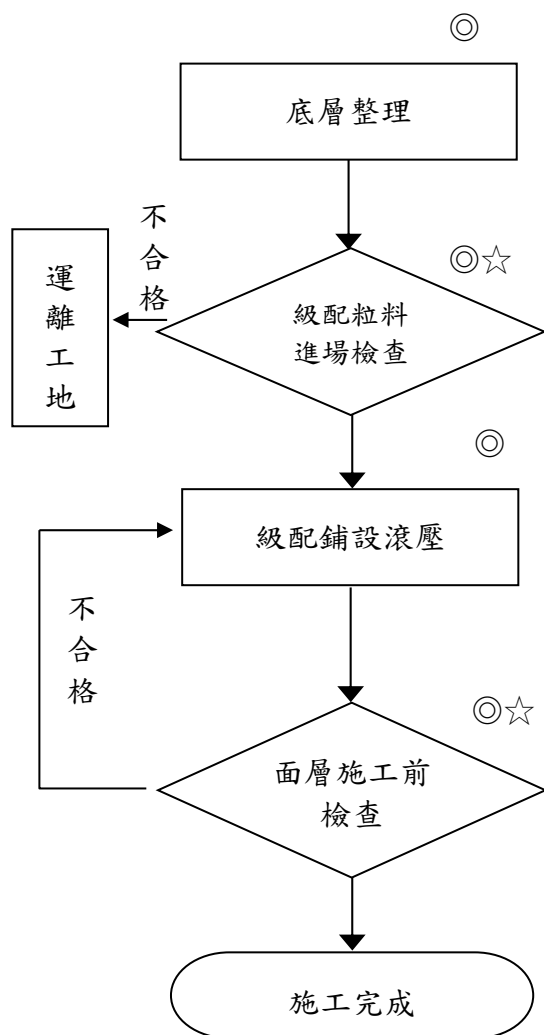 ◎
底層整理
不合格
◎☆
運離工地
級配粒料
進場檢查
◎
級配鋪設滾壓
不合格
◎☆
面層施工前
檢查
施工完成